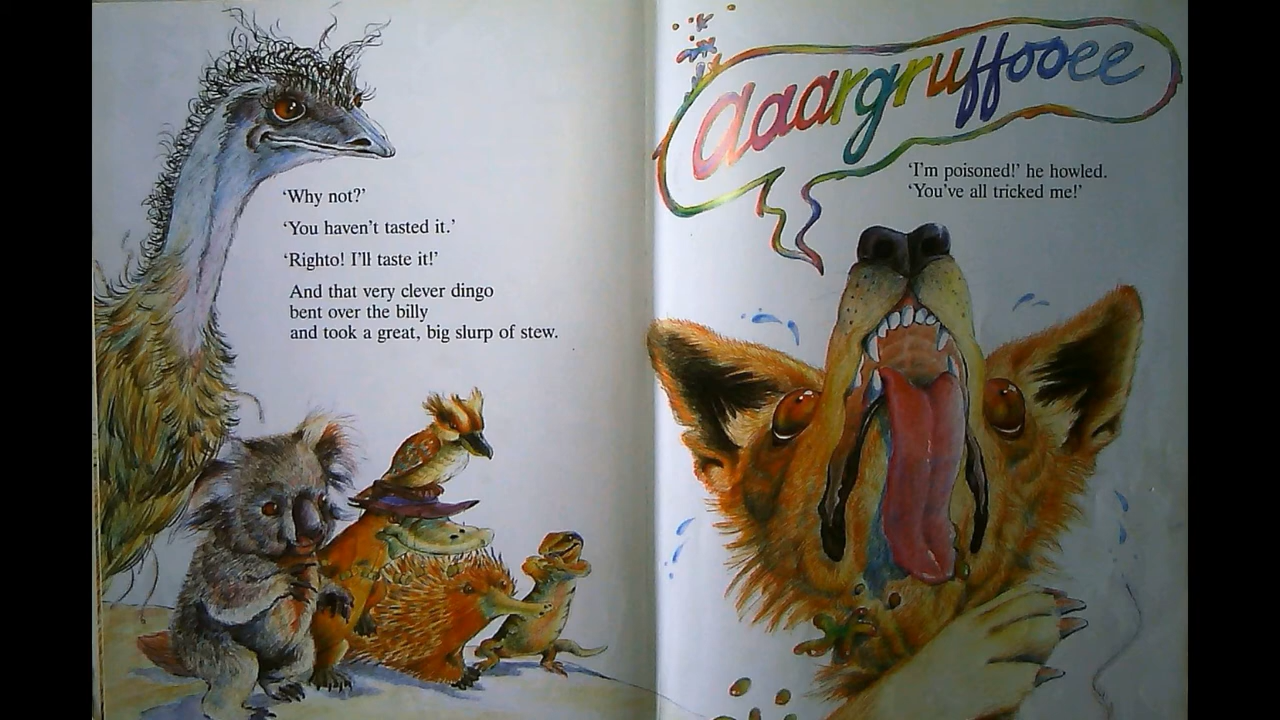 ‘Why not?’
‘You haven't tasted it.’
‘Righto! I'll taste it!’
And that very clever dingo
bent over the billy
and took a great, big slurp of stew.
aaargruffooee
‘I'm poisoned!’ he howled.
‘You've all tricked me!’